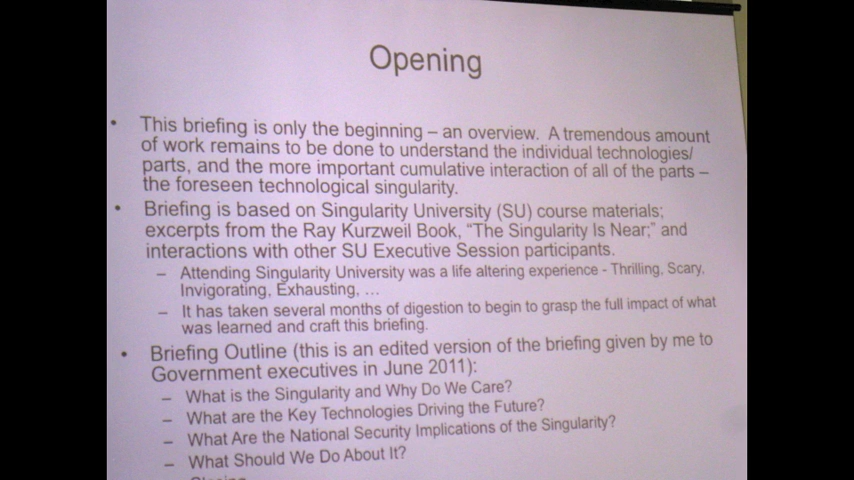 Opening
• This briefing is only the beginning – an overview. A tremendous amount
of work remains to be done to understand the individual technologies/
parts, and the more important cumulative interaction of all of the parts –
the foreseen technological singularity.
• Briefing is based on Singularity University (SU) course materials;
excerpts from the Ray Kurzweil Book, “The Singularity Is Near;” and
interactions with other SU Executive Session participants.
– Attending Singularity University was a life altering experience - Thrilling, Scary,
Invigorating, Exhausting, …
– It has taken several months of digestion to begin to grasp the full impact of what
was learned and craft this briefing.
• Briefing Outline (this is an edited version of the briefing given by me to
Government executives in June 2011):
– What is the Singularity and Why Do We Care?
– What are the Key Technologies Driving the Future?
– What Are the National Security Implications of the Singularity?
– What Should We Do About It?